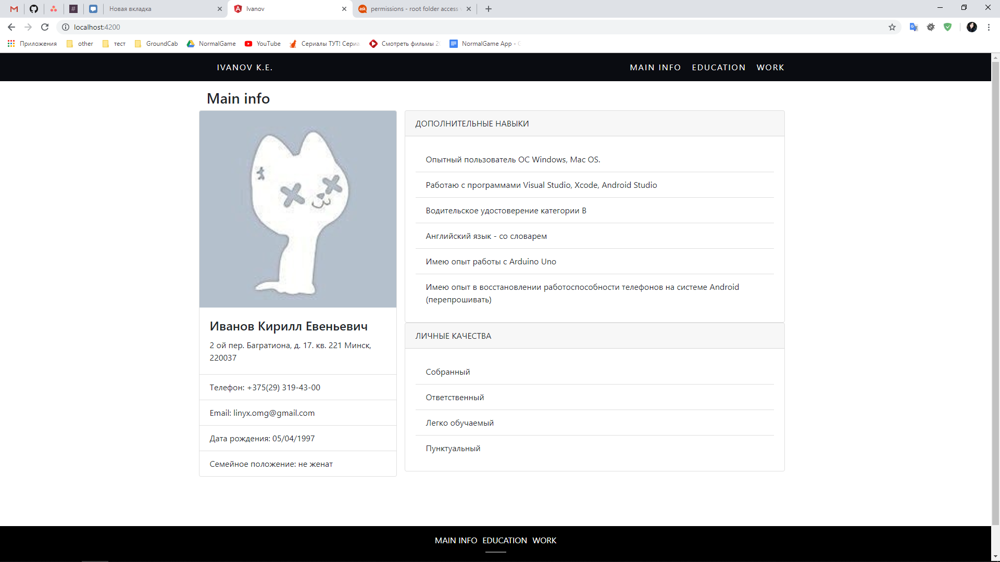 Новая вкладка
Ivanov
permissions - root folder access
localhost:4200
Приложения
other
тест
GroundCab
NormalGame
YouTube
Сериалы ТУТ! Сериа
Смотреть фильмы 20
NormalGame App -
IVANOV K.E.
MAIN INFO EDUCATION WORK
Main info
Иванов Кирилл Евеньевич
2 ой пер. Багратиона, д. 17. кв. 221 Минск,
220037
Телефон: +375(29) 319-43-00
Email: linyx.omg@gmail.com
Дата рождения: 05/04/1997
Семейное положение: не женат
ДОПОЛНИТЕЛЬНЫЕ НАВЫКИ
Опытный пользователь ОС Windows, Mac OS.
Работаю с программами Visual Studio, Xcode, Android Studio
Водительское удостоверение категории B
Английский язык - со словарем
Имею опыт работы с Arduino Uno
Имею опыт в восстановлении работоспособности телефонов на системе Android
(перепрошивать)
ЛИЧНЫЕ КАЧЕСТВА
Собранный
Ответственный
Легко обучаемый
Пунктуальный
MAIN INFO EDUCATION WORK